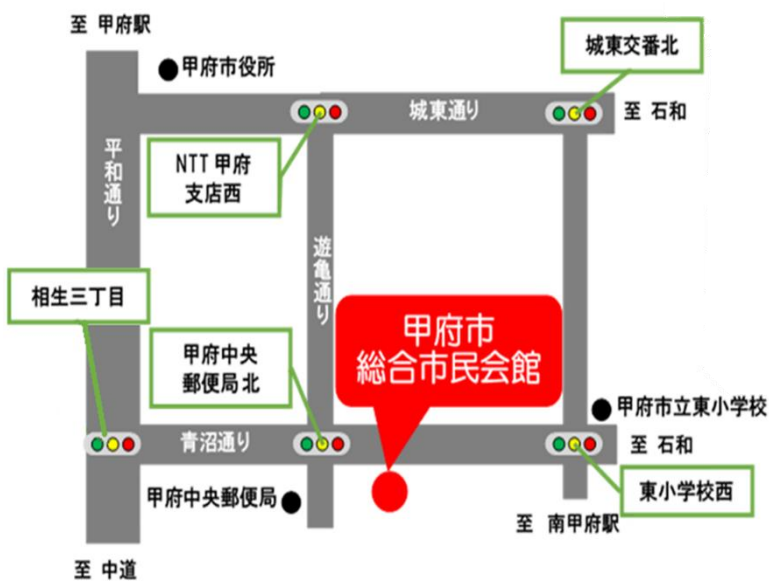 至 甲府駅
甲府市役所
城東交番北
城東通り
至 石和
NTT 甲府
支店西
平和通り
遊亀通り
相生三丁目
甲府市
総合市民会館
甲府中央
郵便局北
甲府市立東小学校
青沼通り
至 石和
甲府中央郵便局
東小学校西
至 南甲府駅
至 中道